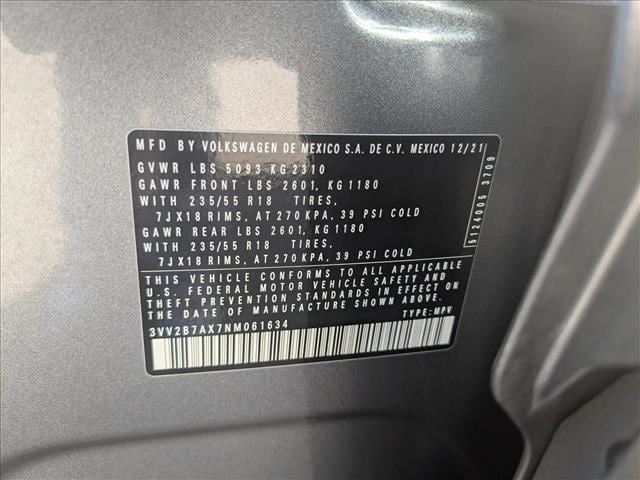 MFD BY VOLKSWAGEN DE MEXICO S.A. DE C.V. MEXICO 12/21
GVWR LBS 5093 KG 2310
GAWR FRONT LBS 2601, KG 1180
WITH 235/55 R18 TIRES,
7JX18 RIMS, AT 270 KPA, 39 PSI COLD
GAWR REAR LBS 2601, KG 1180
WITH 235/55 R18 TIRES,
7JX18 RIMS, AT 270 KPA, 39 PSI COLD
THIS VEHICLE CONFORMS TO ALL APPLICABLE
U.S. FEDERAL MOTOR VEHICLE SAFETY AND
THEFT PREVENTION STANDARDS IN EFFECT ON
THE DATE OF MANUFACTURE SHOWN ABOVE.
3VV2B7AX7NM061634 TYPE: MPV
5124005 3709